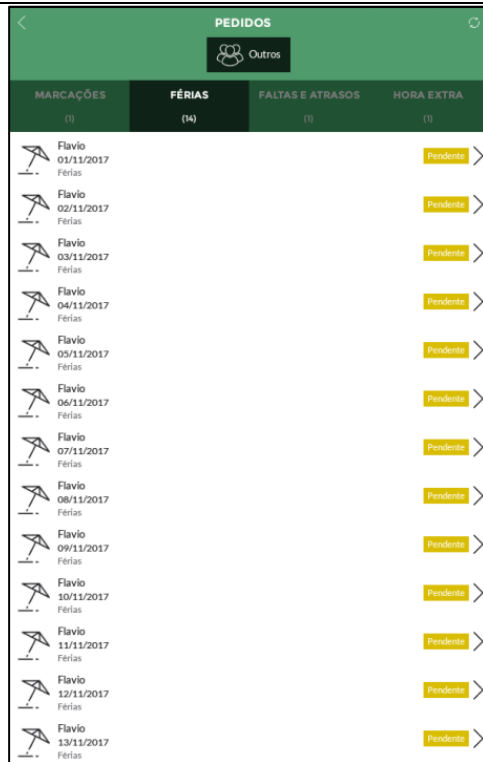 PEDIDOS
Outros
MARCAÇÕES FÉRIAS FALTAS E ATRASOS HORA EXTRA
(1) (14) (1) (1)
Flavio
01/11/2017 Pendente
Férias
Flavio
02/11/2017 Pendente
Férias
Flavio
03/11/2017 Pendente
Férias
Flavio
04/11/2017 Pendente
Férias
Flavio
05/11/2017 Pendente
Férias
Flavio
06/11/2017 Pendente
Férias
Flavio
07/11/2017 Pendente
Férias
Flavio
08/11/2017 Pendente
Férias
Flavio
09/11/2017 Pendente
Férias
Flavio
10/11/2017 Pendente
Férias
Flavio
11/11/2017 Pendente
Férias
Flavio
12/11/2017 Pendente
Férias
Flavio
13/11/2017 Pendente
Férias